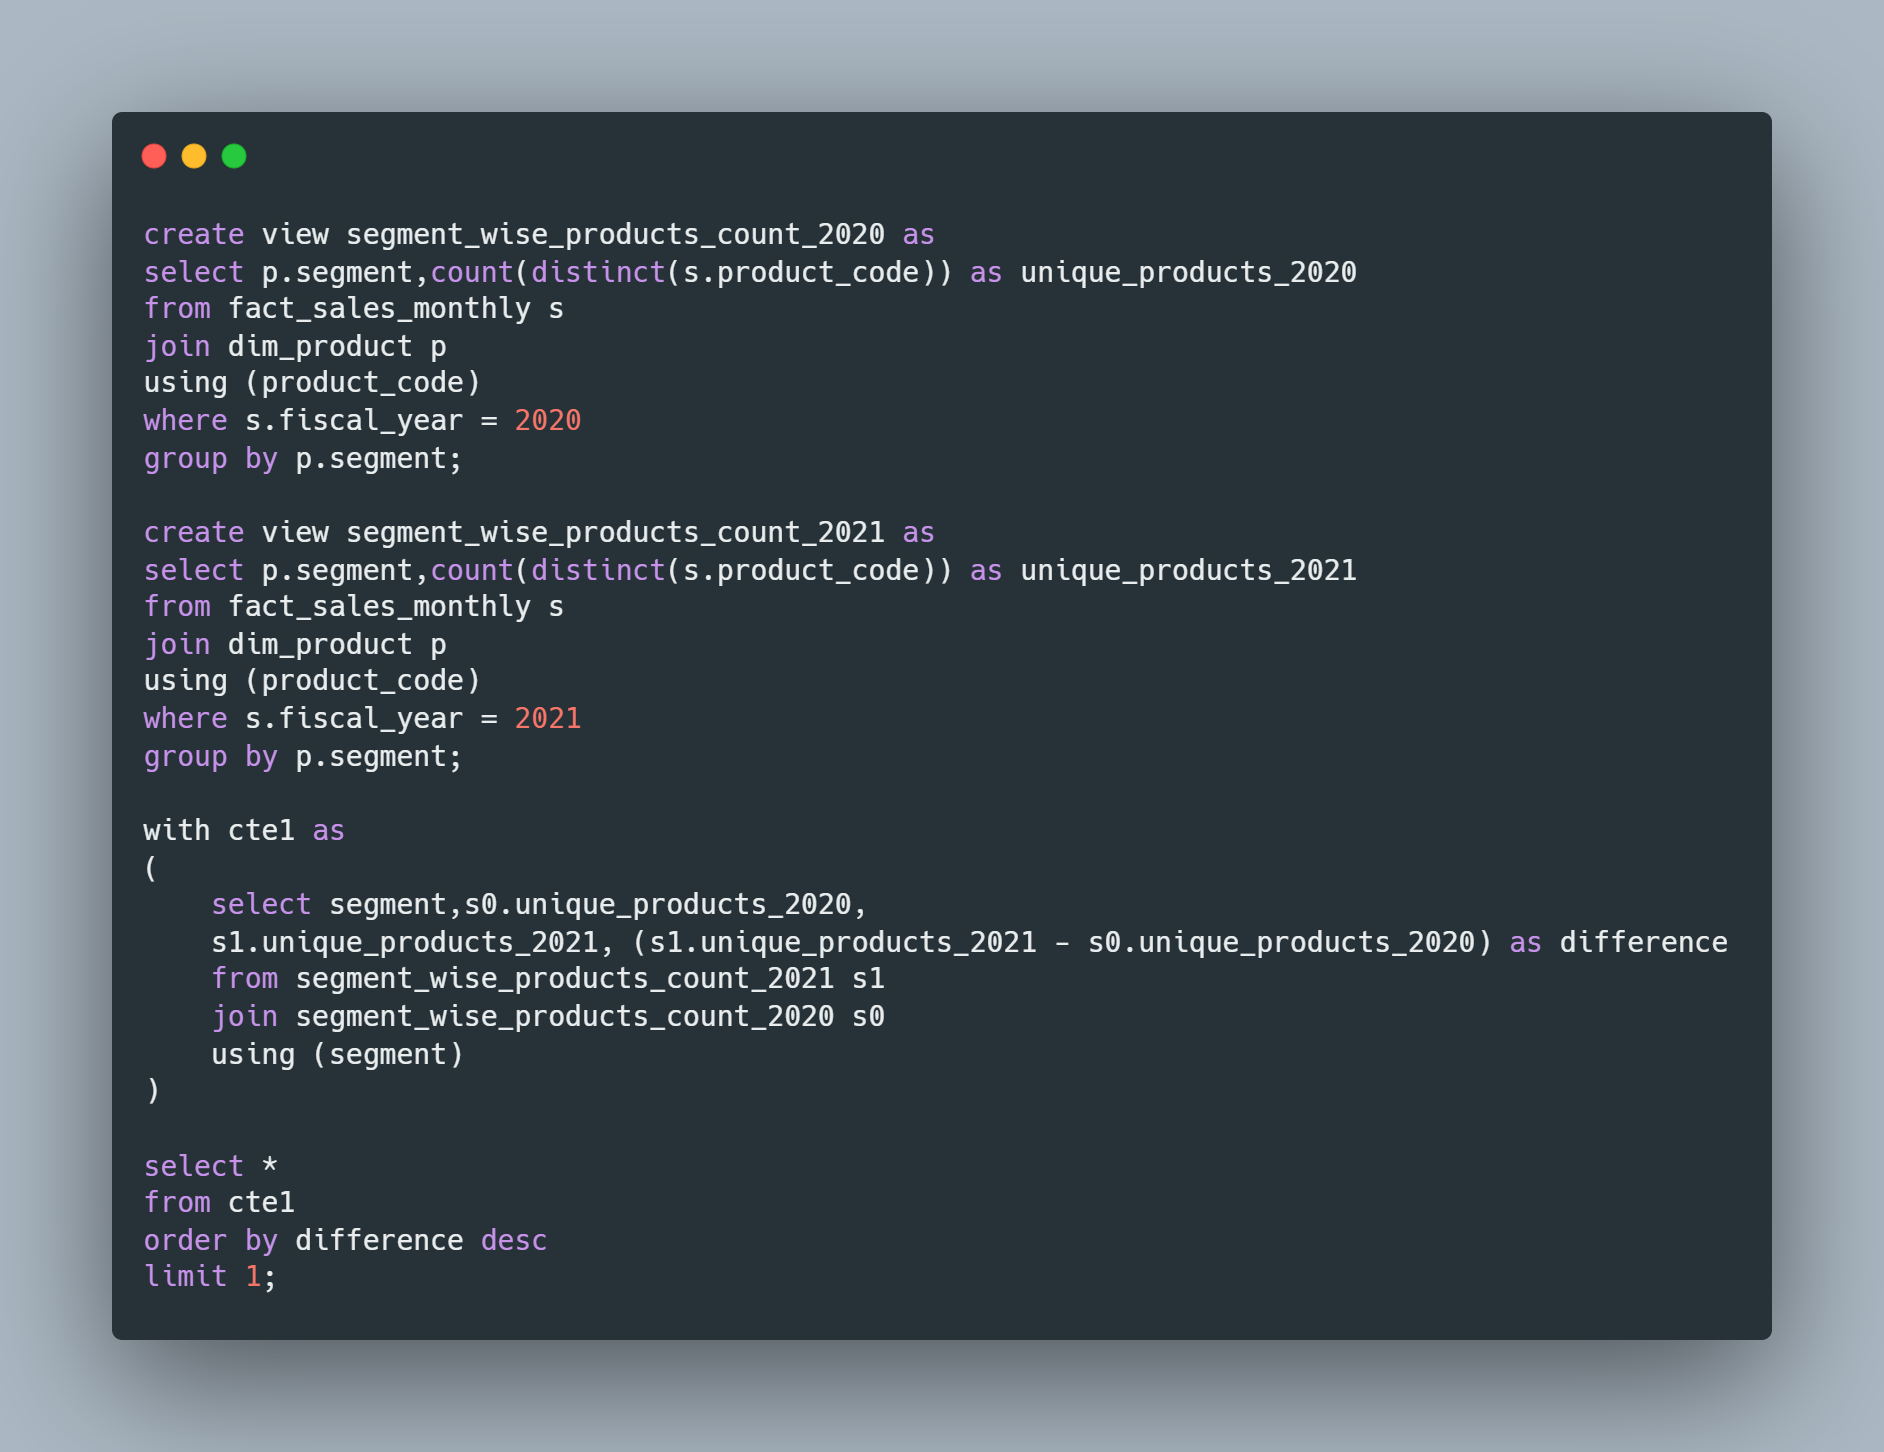 create view segment_wise_products_count_2020 as
select p.segment,count(distinct(s.product_code)) as unique_products_2020
from fact_sales_monthly s
join dim_product p
using (product_code)
where s.fiscal_year = 2020
group by p.segment;

create view segment_wise_products_count_2021 as
select p.segment,count(distinct(s.product_code)) as unique_products_2021
from fact_sales_monthly s
join dim_product p
using (product_code)
where s.fiscal_year = 2021
group by p.segment;

with cte1 as
(
    select segment,s0.unique_products_2020,
    s1.unique_products_2021, (s1.unique_products_2021 - s0.unique_products_2020) as difference
    from segment_wise_products_count_2021 s1
    join segment_wise_products_count_2020 s0
    using (segment)
)

select *
from cte1
order by difference desc
limit 1;